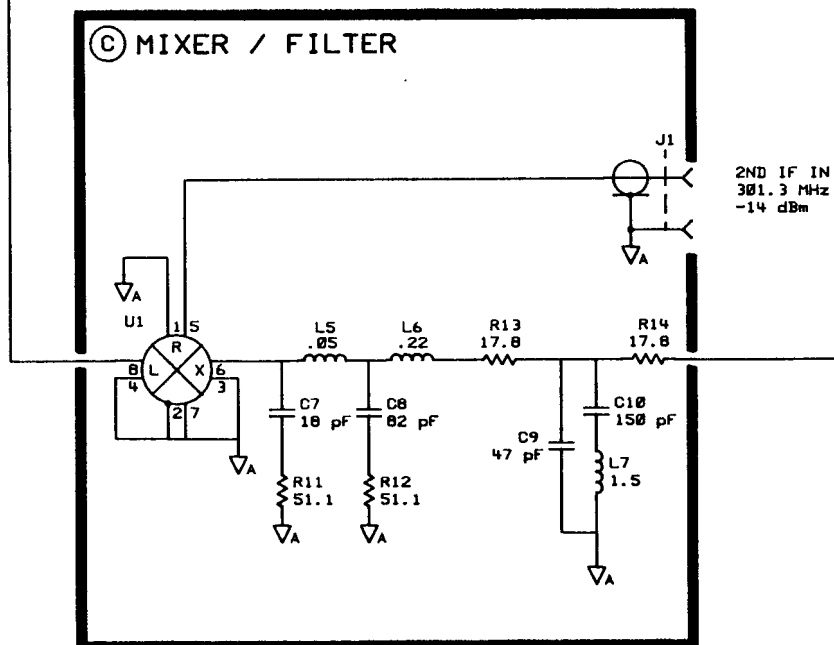 C MIXER / FILTER
J1
2ND IF IN
301.3 MHz
-14 dBm
A
A
U1
1 5
R
8 L X 6
4 3
2 7
A
L5
.05
L6
.22
R13
17.8
R14
17.8
C7
18 pF
C8
82 pF
C9
47 pF
C10
150 pF
L7
1.5
R11
51.1
R12
51.1
A
A
A